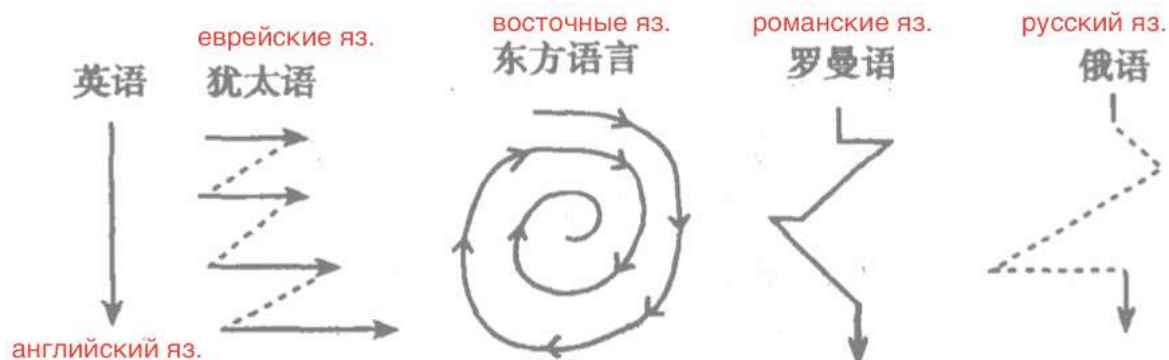 еврейские яз.
восточные яз.
романские яз.
русский яз.
英语
犹太语
东方语言
罗曼语
俄语
английский яз.